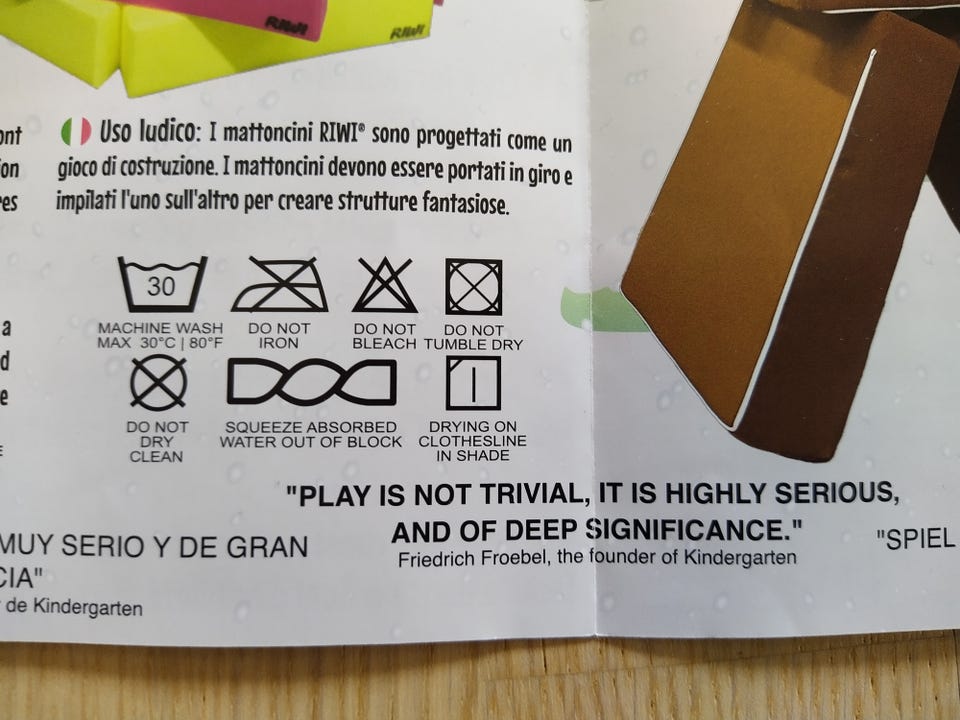 RIWI
RIWI
ont
ion
res
Uso ludico: I mattoncini RIWI® sono progettati come un
gioco di costruzione. I mattoncini devono essere portati in giro e
impilati l'uno sull'altro per creare strutture fantasiose.
a
d
e
E
30
MACHINE WASH
MAX 30°C | 80°F
DO NOT
IRON
DO NOT
BLEACH
DO NOT
TUMBLE DRY
DO NOT
DRY
CLEAN
SQUEEZE ABSORBED
WATER OUT OF BLOCK
DRYING ON
CLOTHESLINE
IN SHADE
"PLAY IS NOT TRIVIAL, IT IS HIGHLY SERIOUS,
AND OF DEEP SIGNIFICANCE."
Friedrich Froebel, the founder of Kindergarten
MUY SERIO Y DE GRAN
CIA"
de Kindergarten
"SPIEL